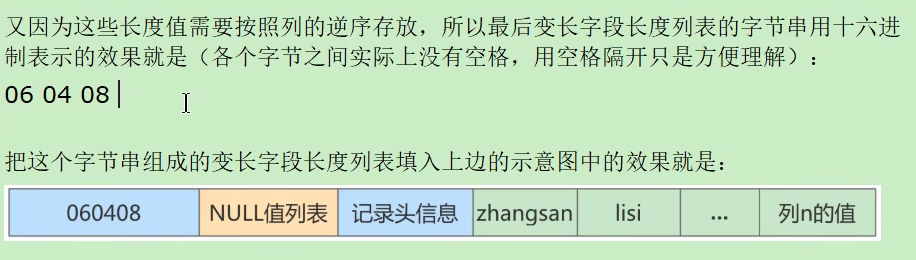 又因为这些长度值需要按照列的逆序存放，所以最后变长字段长度列表的字节串用十六进
制表示的效果就是（各个字节之间实际上没有空格，用空格隔开只是方便理解）：
06 04 08
把这个字节串组成的变长字段长度列表填入上边的示意图中的效果就是：
060408 NULL值列表 记录头信息 zhangsan lisi ... 列n的值